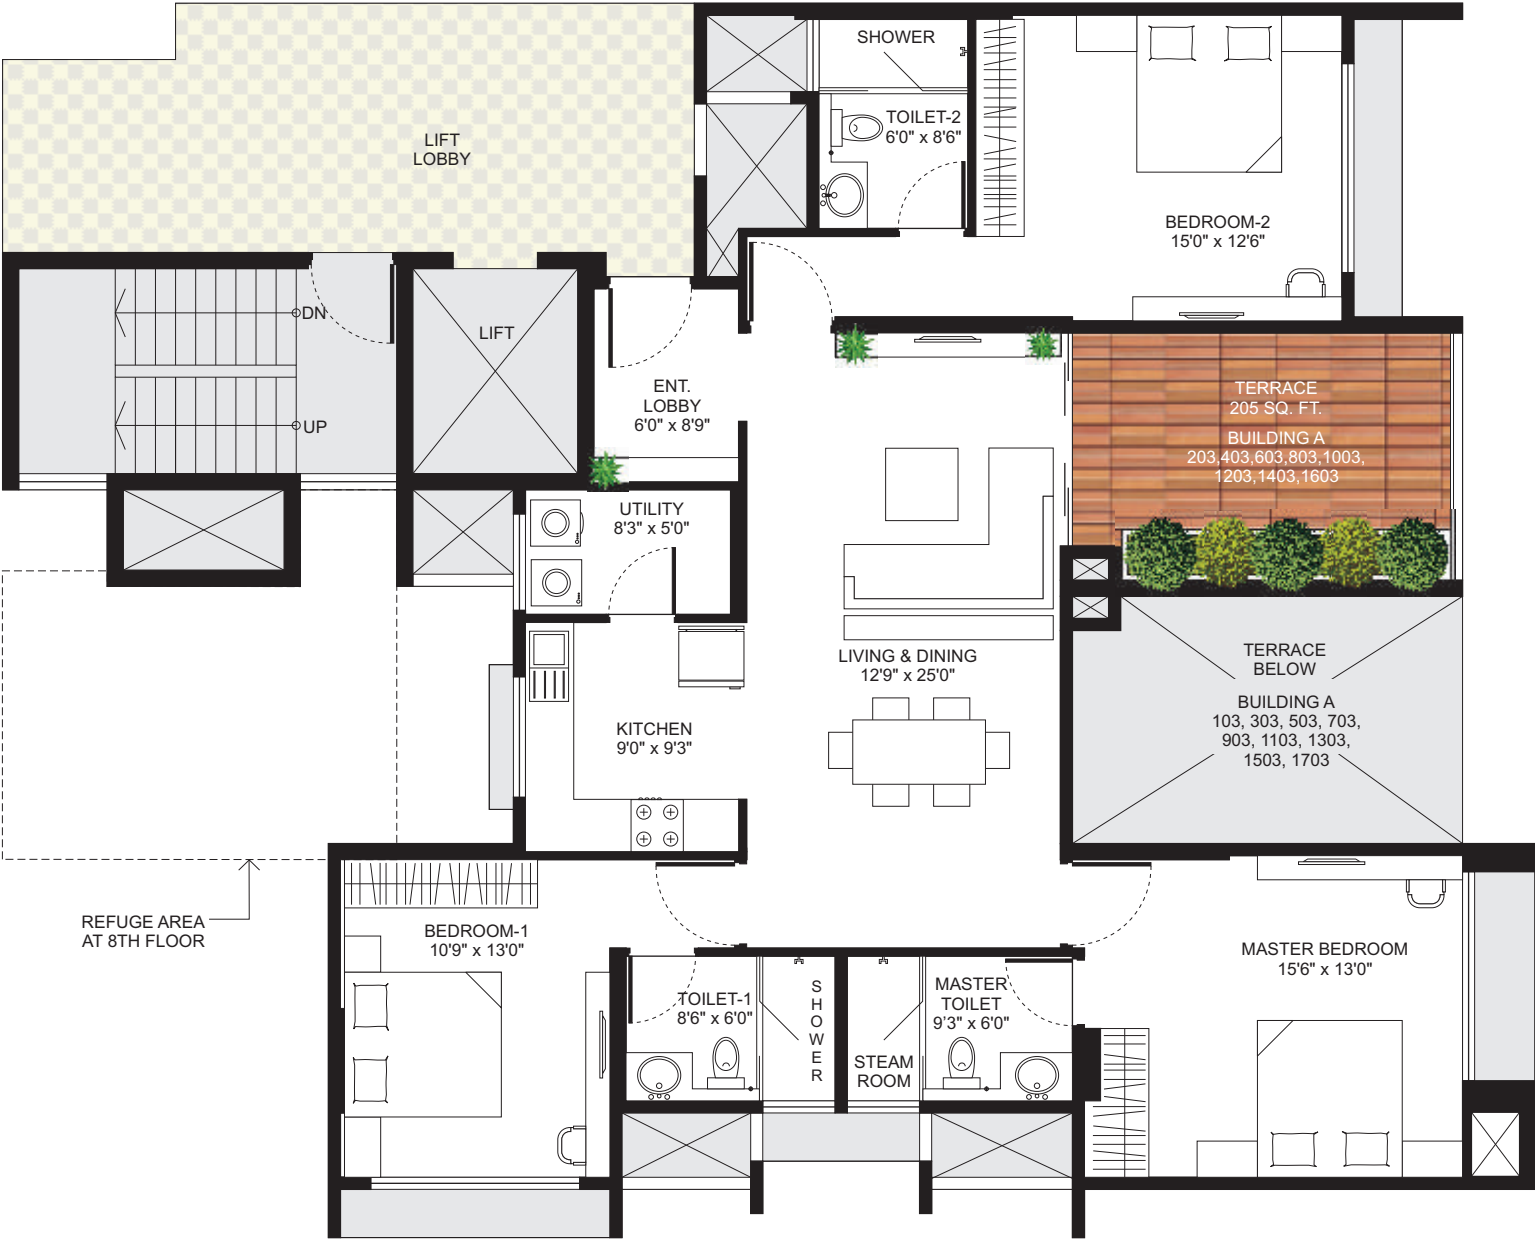 SHOWER
TOILET-2
6'0" x 8'6"
LIFT
LOBBY
BEDROOM-2
15'0" x 12'6"
DN
LIFT
UP
ENT.
LOBBY
6'0" x 8'9"
TERRACE
205 SQ. FT.
BUILDING A
203,403,603,803,1003,
1203,1403,1603
UTILITY
8'3" x 5'0"
LIVING & DINING
12'9" x 25'0"
TERRACE
BELOW
BUILDING A
103, 303, 503, 703,
903, 1103, 1303,
1503, 1703
KITCHEN
9'0" x 9'3"
REFUGE AREA
AT 8TH FLOOR
BEDROOM-1
10'9" x 13'0"
TOILET-1
8'6" x 6'0"
SHOWER
STEAM
ROOM
MASTER
TOILET
9'3" x 6'0"
MASTER BEDROOM
15'6" x 13'0"